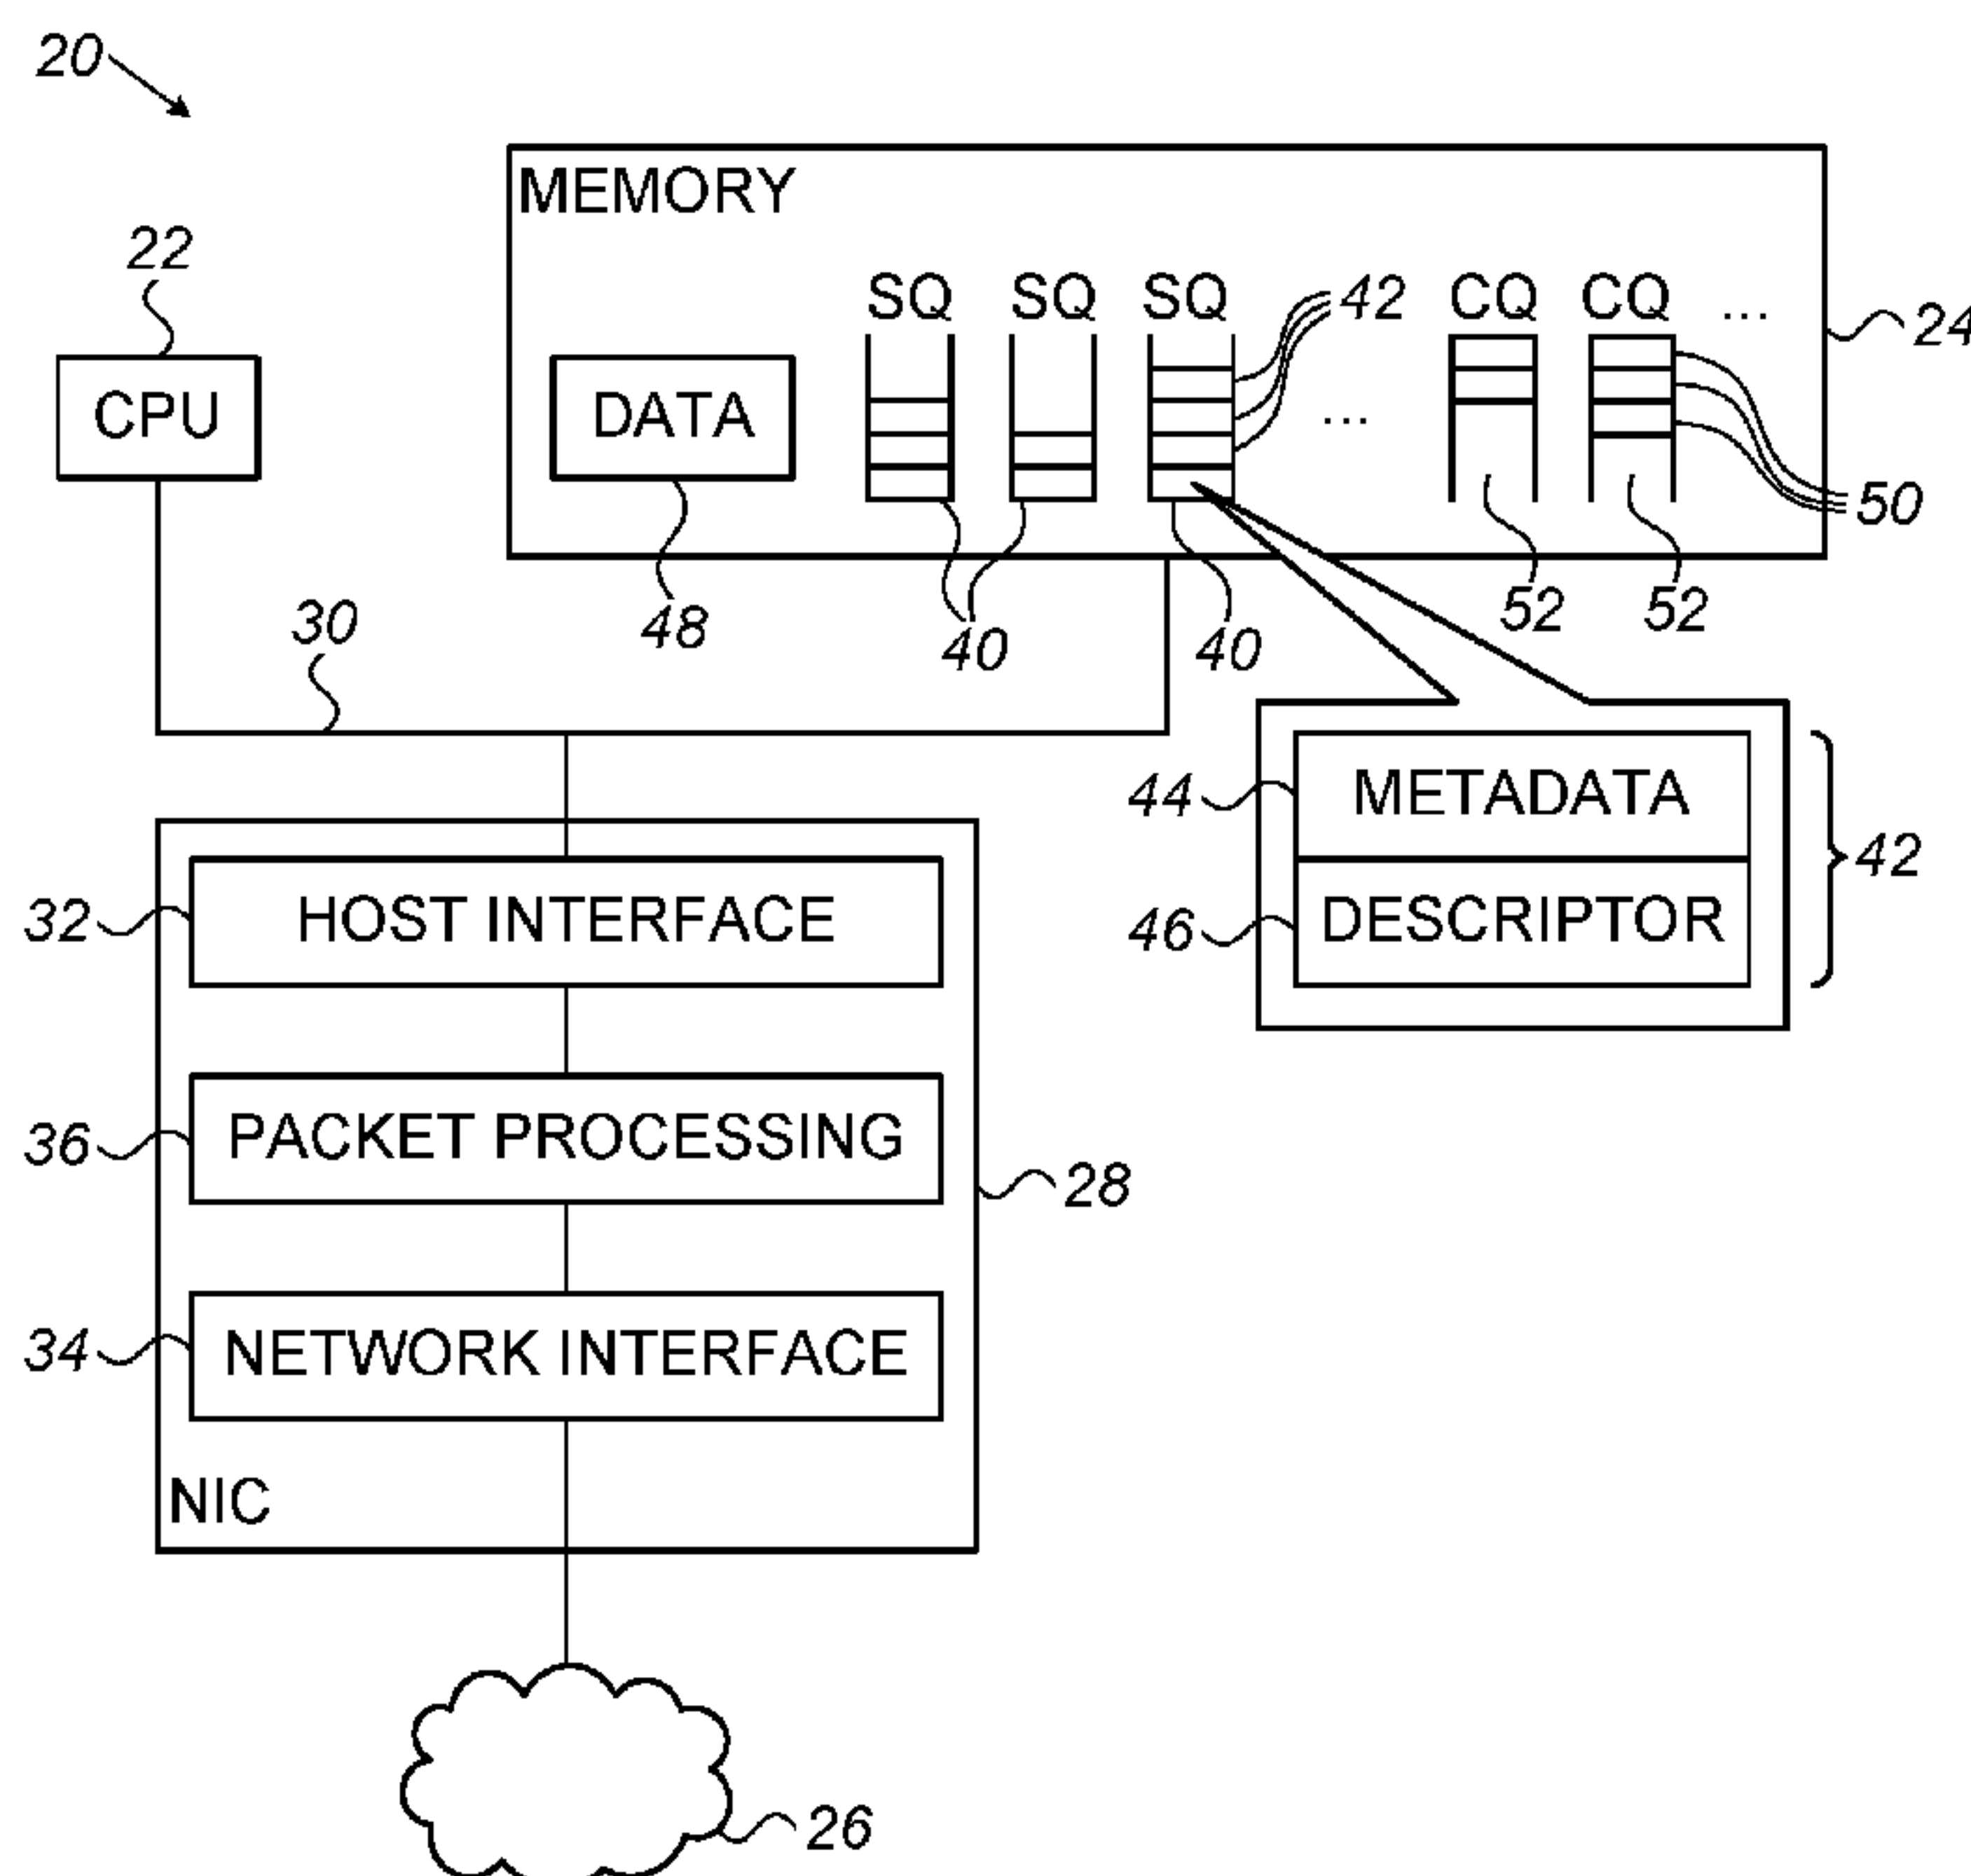 20
MEMORY
22
SQ SQ SQ 42 CQ CQ ...
24
CPU
DATA
...
50
30
48
40
40
52
52
44
METADATA
42
46
DESCRIPTOR
32
HOST INTERFACE
36
PACKET PROCESSING
28
34
NETWORK INTERFACE
NIC
26